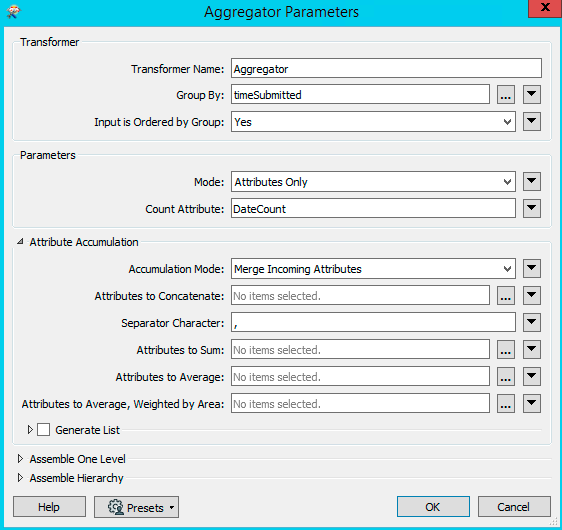 Aggregator Parameters
X
Transformer
Transformer Name: Aggregator
Group By: timeSubmitted ...
Input is Ordered by Group: Yes
Parameters
Mode: Attributes Only
Count Attribute: DateCount
Attribute Accumulation
Accumulation Mode: Merge Incoming Attributes
Attributes to Concatenate: No items selected. ...
Separator Character: ,
Attributes to Sum: No items selected. ...
Attributes to Average: No items selected. ...
Attributes to Average, Weighted by Area: No items selected. ...
Generate List
Assemble One Level
Assemble Hierarchy
Help Presets OK Cancel